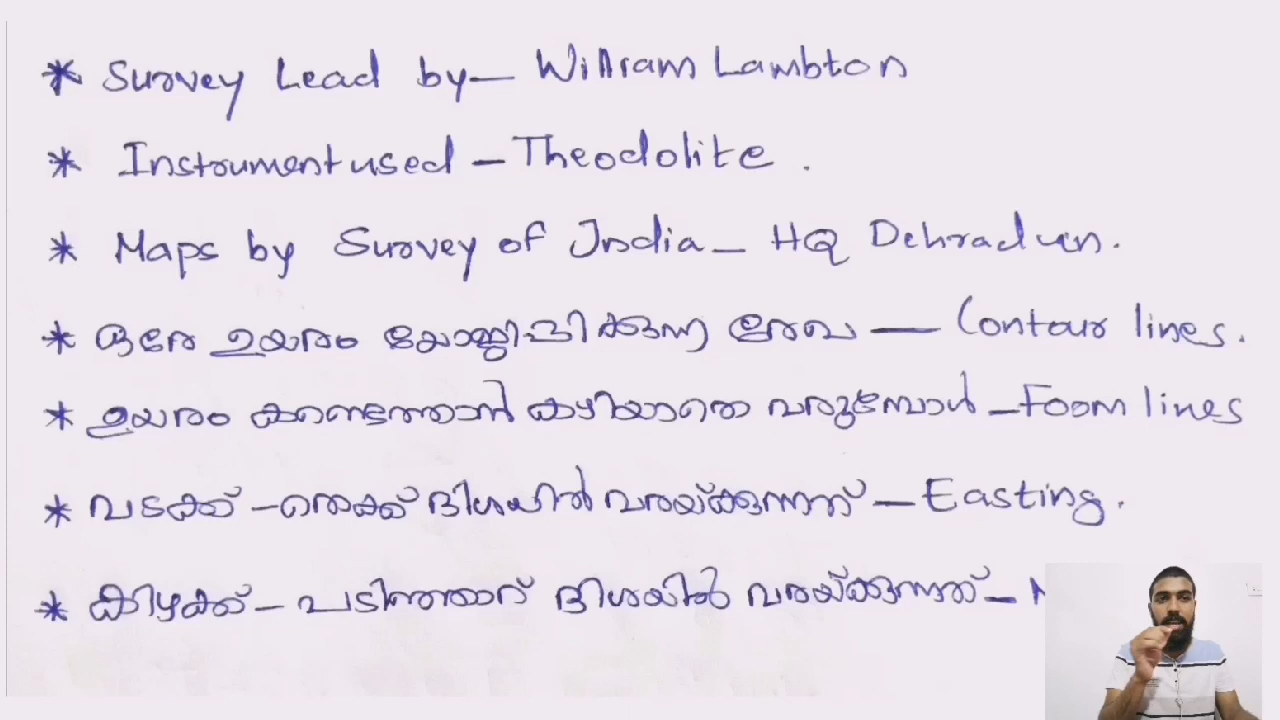 * Survey Lead by- William Lambton
* Instrument used - Theodolite.
* Maps by Survey of India - HQ Dehradun.
* ഒരേ ഉയരം യോജിപ്പിക്കുന്ന രേഖ - Contour lines.
* ഉയരം കണ്ടെത്താൻ കഴിയാതെ വരുമ്പോൾ - Form lines
* വടക്ക് - തെക്ക് ദിശയിൽ വരയ്ക്കുന്നത് - Easting.
* കിഴക്ക് - പടിഞ്ഞാറ് ദിശയിൽ വരയ്ക്കുന്നത് -